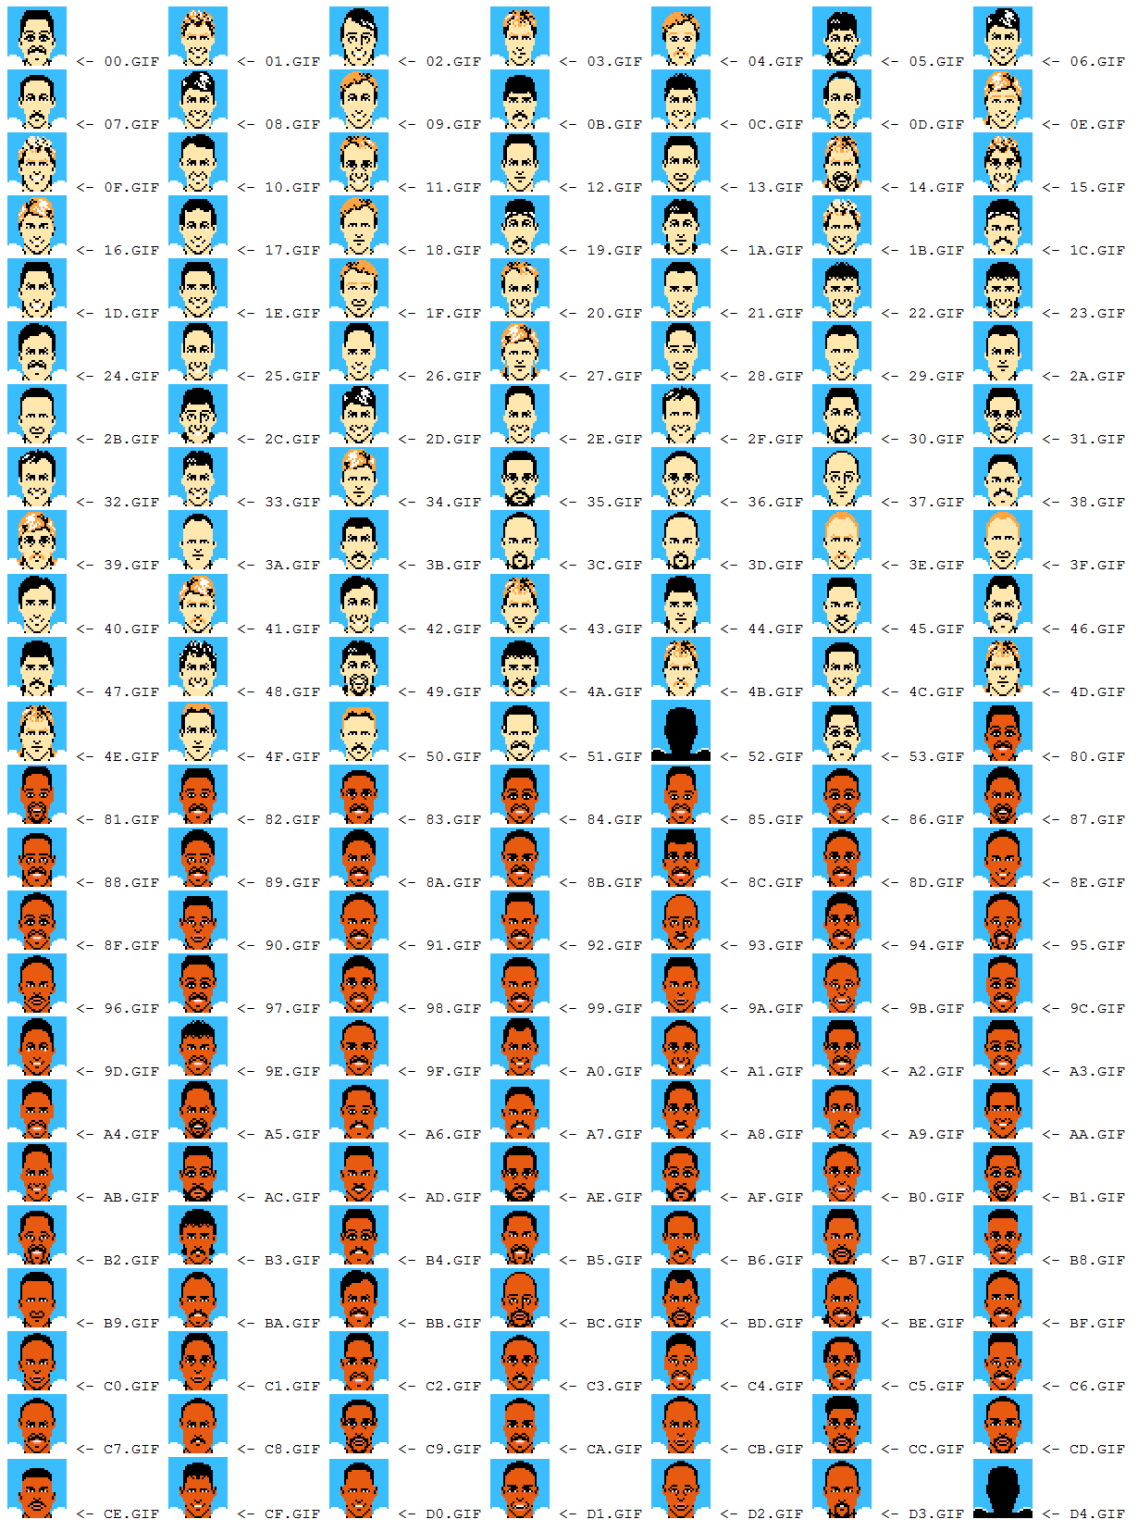 <- 00.GIF <- 01.GIF <- 02.GIF <- 03.GIF <- 04.GIF <- 05.GIF <- 06.GIF
<- 07.GIF <- 08.GIF <- 09.GIF <- 0B.GIF <- 0C.GIF <- 0D.GIF <- 0E.GIF
<- 0F.GIF <- 10.GIF <- 11.GIF <- 12.GIF <- 13.GIF <- 14.GIF <- 15.GIF
<- 16.GIF <- 17.GIF <- 18.GIF <- 19.GIF <- 1A.GIF <- 1B.GIF <- 1C.GIF
<- 1D.GIF <- 1E.GIF <- 1F.GIF <- 20.GIF <- 21.GIF <- 22.GIF <- 23.GIF
<- 24.GIF <- 25.GIF <- 26.GIF <- 27.GIF <- 28.GIF <- 29.GIF <- 2A.GIF
<- 2B.GIF <- 2C.GIF <- 2D.GIF <- 2E.GIF <- 2F.GIF <- 30.GIF <- 31.GIF
<- 32.GIF <- 33.GIF <- 34.GIF <- 35.GIF <- 36.GIF <- 37.GIF <- 38.GIF
<- 39.GIF <- 3A.GIF <- 3B.GIF <- 3C.GIF <- 3D.GIF <- 3E.GIF <- 3F.GIF
<- 40.GIF <- 41.GIF <- 42.GIF <- 43.GIF <- 44.GIF <- 45.GIF <- 46.GIF
<- 47.GIF <- 48.GIF <- 49.GIF <- 4A.GIF <- 4B.GIF <- 4C.GIF <- 4D.GIF
<- 4E.GIF <- 4F.GIF <- 50.GIF <- 51.GIF <- 52.GIF <- 53.GIF <- 80.GIF
<- 81.GIF <- 82.GIF <- 83.GIF <- 84.GIF <- 85.GIF <- 86.GIF <- 87.GIF
<- 88.GIF <- 89.GIF <- 8A.GIF <- 8B.GIF <- 8C.GIF <- 8D.GIF <- 8E.GIF
<- 8F.GIF <- 90.GIF <- 91.GIF <- 92.GIF <- 93.GIF <- 94.GIF <- 95.GIF
<- 96.GIF <- 97.GIF <- 98.GIF <- 99.GIF <- 9A.GIF <- 9B.GIF <- 9C.GIF
<- 9D.GIF <- 9E.GIF <- 9F.GIF <- A0.GIF <- A1.GIF <- A2.GIF <- A3.GIF
<- A4.GIF <- A5.GIF <- A6.GIF <- A7.GIF <- A8.GIF <- A9.GIF <- AA.GIF
<- AB.GIF <- AC.GIF <- AD.GIF <- AE.GIF <- AF.GIF <- B0.GIF <- B1.GIF
<- B2.GIF <- B3.GIF <- B4.GIF <- B5.GIF <- B6.GIF <- B7.GIF <- B8.GIF
<- B9.GIF <- BA.GIF <- BB.GIF <- BC.GIF <- BD.GIF <- BE.GIF <- BF.GIF
<- C0.GIF <- C1.GIF <- C2.GIF <- C3.GIF <- C4.GIF <- C5.GIF <- C6.GIF
<- C7.GIF <- C8.GIF <- C9.GIF <- CA.GIF <- CB.GIF <- CC.GIF <- CD.GIF
<- CE.GIF <- CF.GIF <- D0.GIF <- D1.GIF <- D2.GIF <- D3.GIF <- D4.GIF